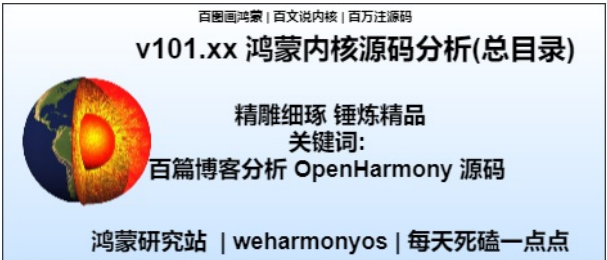 百图画鸿蒙 | 百文说内核 | 百万注源码
v101.xx 鸿蒙内核源码分析(总目录)
精雕细琢 锤炼精品
关键词:
百篇博客分析 OpenHarmony 源码
鸿蒙研究站 | weharmonyos | 每天死磕一点点